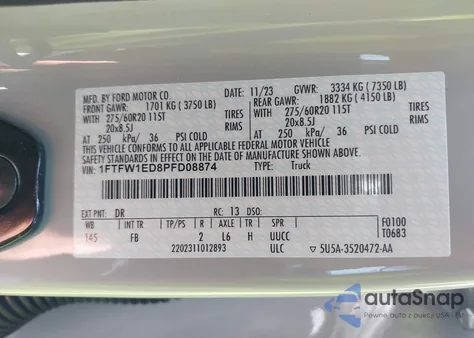 MFD. BY FORD MOTOR CO. 11/23 GVWR: 3334 KG ( 7350 LB)
FRONT GAWR: 1701 KG ( 3750 LB) REAR GAWR: 1882 KG ( 4150 LB)
WITH 275/60R20 115T WITH 275/60R20 115T
20x8.5J 20x8.5J
AT 250 kPa/ 36 PSI COLD AT 250 kPa/ 36 PSI COLD
THIS VEHICLE CONFORMS TO ALL APPLICABLE FEDERAL MOTOR VEHICLE
SAFETY STANDARDS IN EFFECT ON THE DATE OF MANUFACTURE SHOWN ABOVE.
VIN: 1FTFW1ED8PFD08874 TYPE: Truck
EXT PNT: DR RC: 13 DSO: F0100
WB INT TR TP/PS R AXLE TR SPR T0683
145 FB 2 L6 H UUCC
2202311012893 ULC 5U5A-3520472-AA
autoSnap
Pewne auto z USA